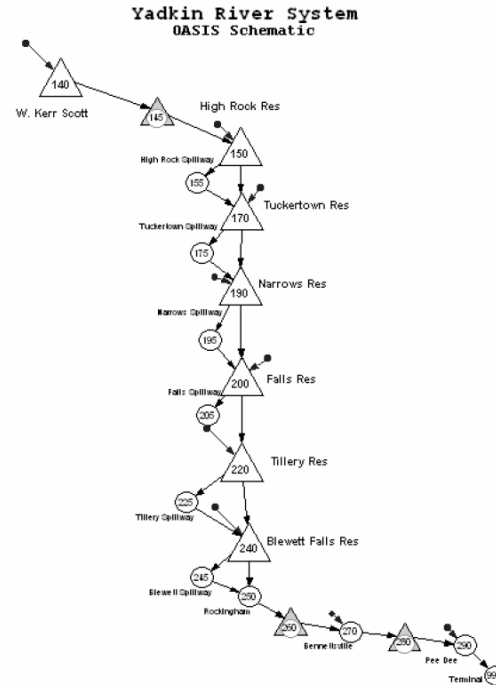 Yadkin River System
OASIS Schematic
140
W. Kerr Scott
145
High Rock Res
150
High Rock Spillway
155
Tuckertown Res
170
Tuckertown Spillway
175
Narrows Res
190
Narrows Spillway
195
Falls Res
200
Falls Spillway
205
Tillery Res
220
225
Tillery Spillway
Blewett Falls Res
240
245
Blewell Spillway
250
Rockingham
260
270
Bennellsville
280
290
Pee Dee
Terminal